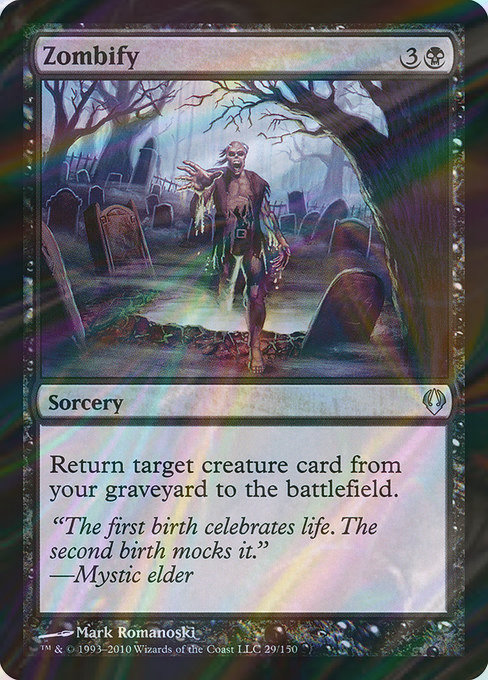 Zombify 3
Sorcery
Return target creature card from
your graveyard to the battlefield.
“The first birth celebrates life. The
second birth mocks it.”
—Mystic elder
Mark Romanoski
™ & © 1993–2010 Wizards of the Coast LLC 29/150